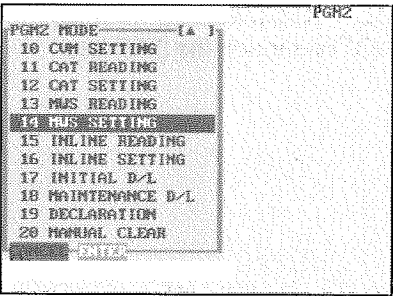 PGM2
PGM2 MODE [▲ ]
10 CVM SETTING
11 CAT READING
12 CAT SETTING
13 MWS READING
14 MWS SETTING
15 INLINE READING
16 INLINE SETTING
17 INITIAL D/L
18 MAINTENANCE D/L
19 DECLARATION
20 MANUAL CLEAR
ENTER